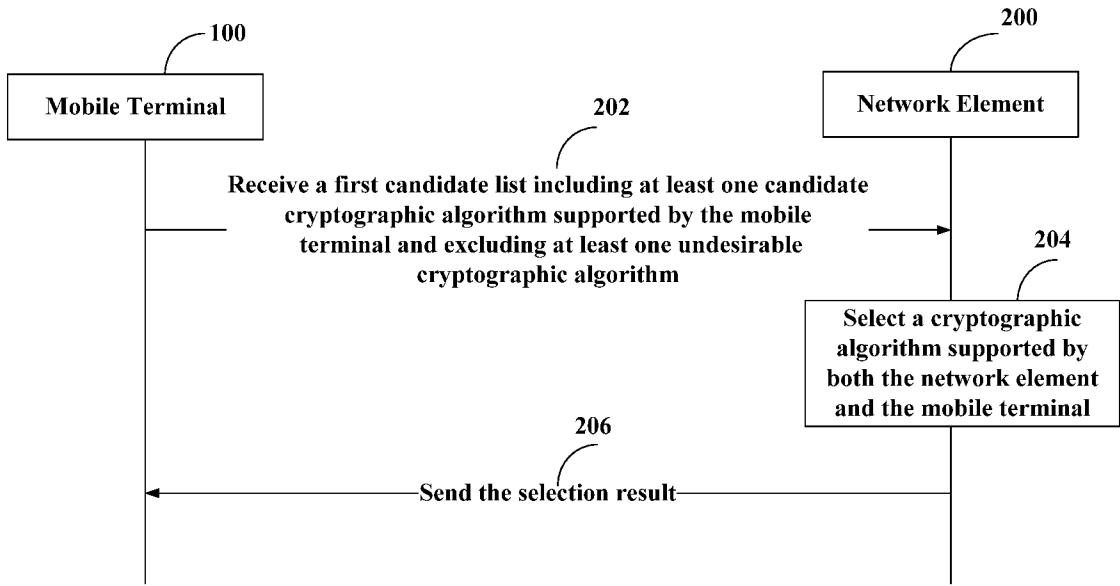 100
200
Mobile Terminal
Network Element
202
Receive a first candidate list including at least one candidate
cryptographic algorithm supported by the mobile
terminal and excluding at least one undesirable
cryptographic algorithm
204
Select a cryptographic
algorithm supported by
both the network element
and the mobile terminal
206
Send the selection result